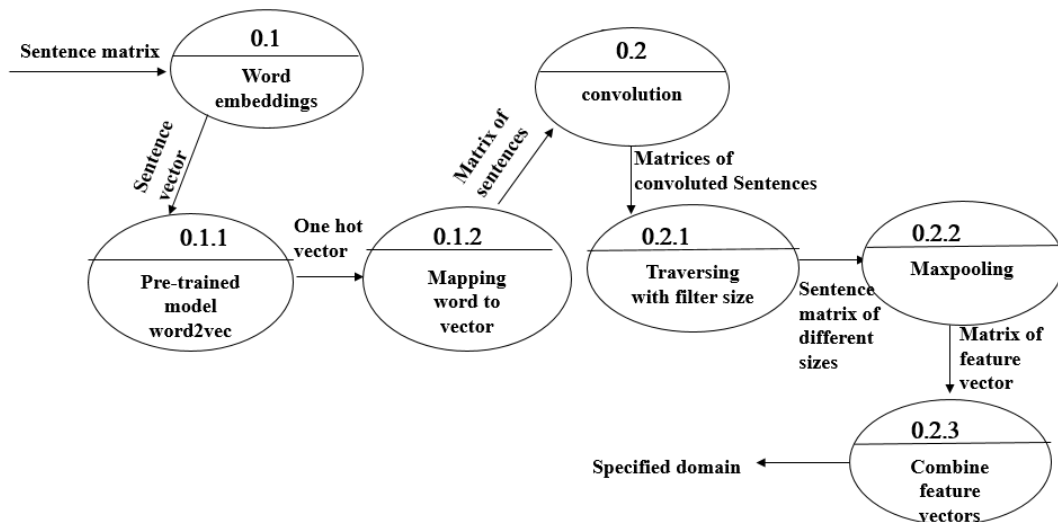 Sentence matrix
0.1
Word
embeddings
Sentence
vector
0.1.1
Pre-trained
model
word2vec
One hot
vector
0.1.2
Mapping
word to
vector
Matrix of
sentences
0.2
convolution
Matrices of
convoluted Sentences
0.2.1
Traversing
with filter size
Sentence
matrix of
different
sizes
0.2.2
Maxpooling
Matrix of
feature
vector
0.2.3
Combine
feature
vectors
Specified domain